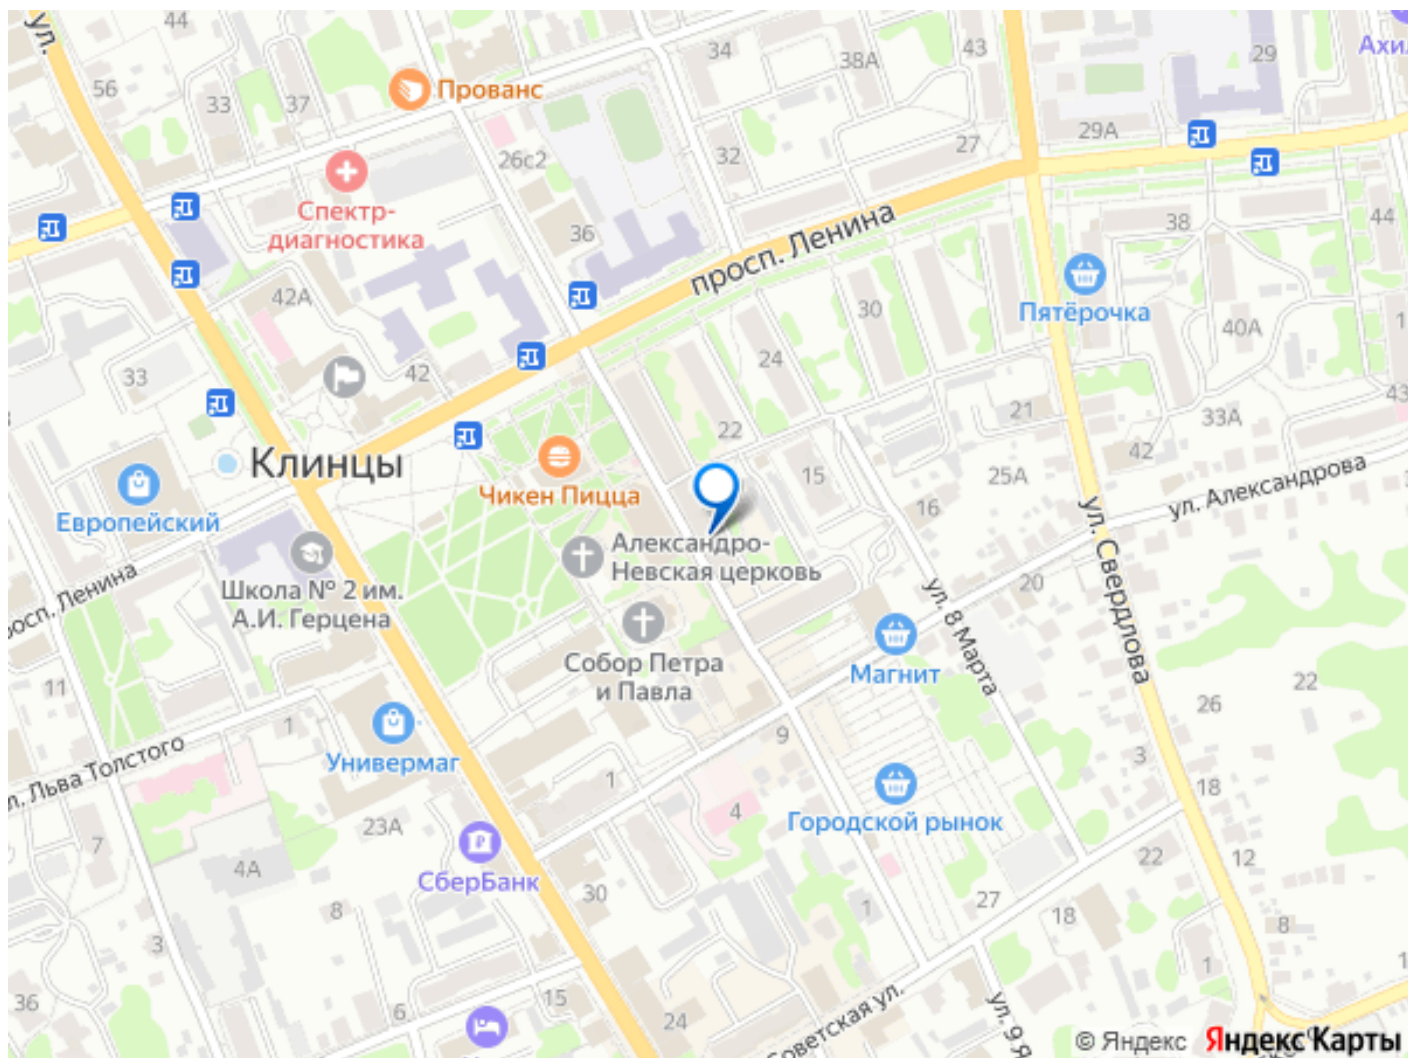 ул.
44
56
33
37
Прованс
34
38А
43
29
Ахи
29А
27
26с2
32
Спектр-
диагностика
36
38
44
просп. Ленина
42А
30
Пятёрочка
40А
1
33
42
24
43
22
21
33А
42
Клинцы
15
25А
ул. Александрова
Чикен Пицца
16
Европейский
ул. Свердлова
Александро-
Невская церковь
Школа № 2 им.
А.И. Герцена
20
ул. 8 Марта
осп. Ленина
Собор Петра
и Павла
Магнит
11
22
26
1
9
3
Универмаг
л. Льва Толстого
1
18
4
Городской рынок
23А
7
4А
22
12
СберБанк
30
27
8
1
18
8
3
1
1
36
6
15
24
Советская ул.
ул. 9 Я
© Яндекс Яндекс Карты